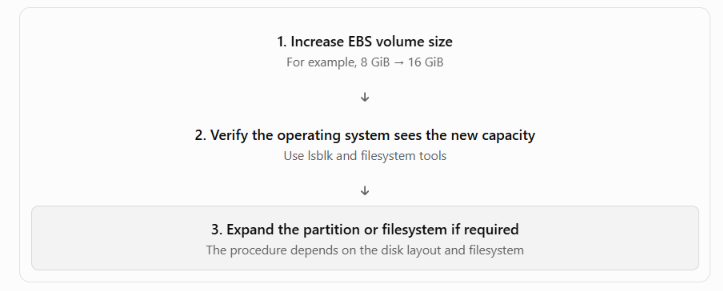 1. Increase EBS volume size
For example, 8 GiB → 16 GiB
↓
2. Verify the operating system sees the new capacity
Use lsblk and filesystem tools
↓
3. Expand the partition or filesystem if required
The procedure depends on the disk layout and filesystem